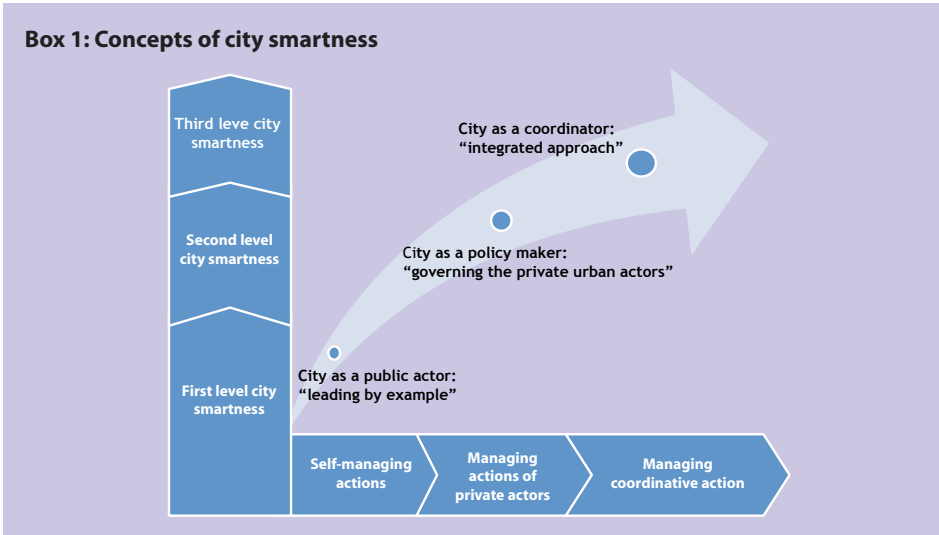 Box 1: Concepts of city smartness
Third leve city
smartness
City as a coordinator:
“integrated approach”
Second level
city smartness
City as a policy maker:
“governing the private urban actors”
First level city
smartness
City as a public actor:
“leading by example”
Self-managing
actions
Managing
actions of
private actors
Managing
coordinative action